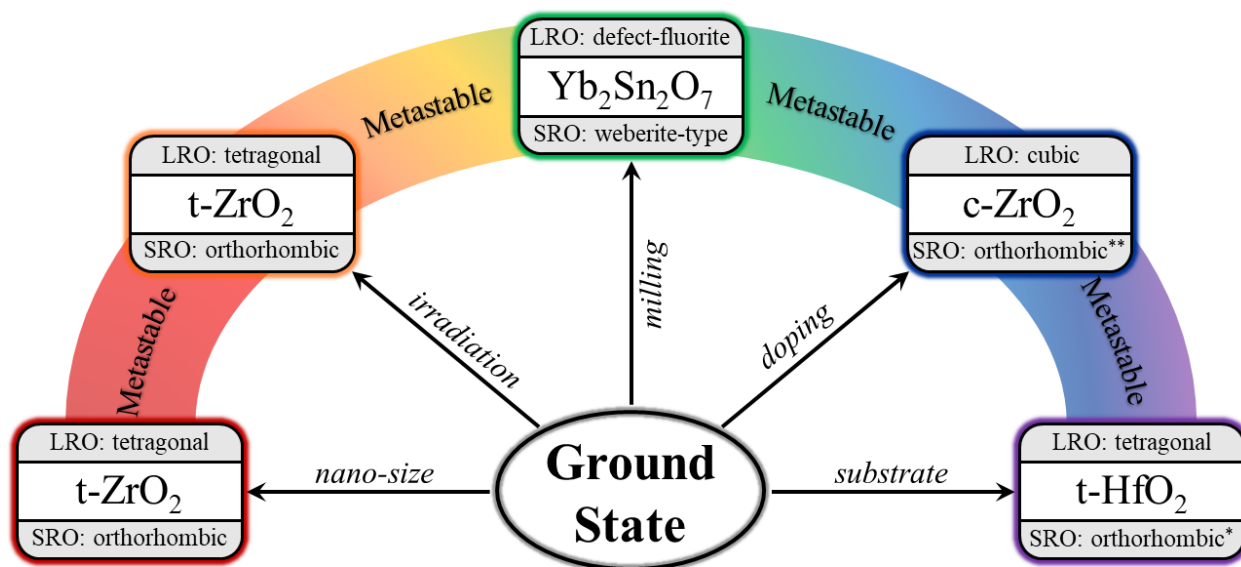 LRO: defect-fluorite
Yb₂Sn₂O₇
SRO: weberite-type
Metastable
Metastable
LRO: tetragonal
t-ZrO₂
SRO: orthorhombic
LRO: cubic
c-ZrO₂
SRO: orthorhombic**
Metastable
Metastable
irradiation
milling
doping
LRO: tetragonal
t-ZrO₂
SRO: orthorhombic
nano-size
Ground
State
substrate
LRO: tetragonal
t-HfO₂
SRO: orthorhombic*